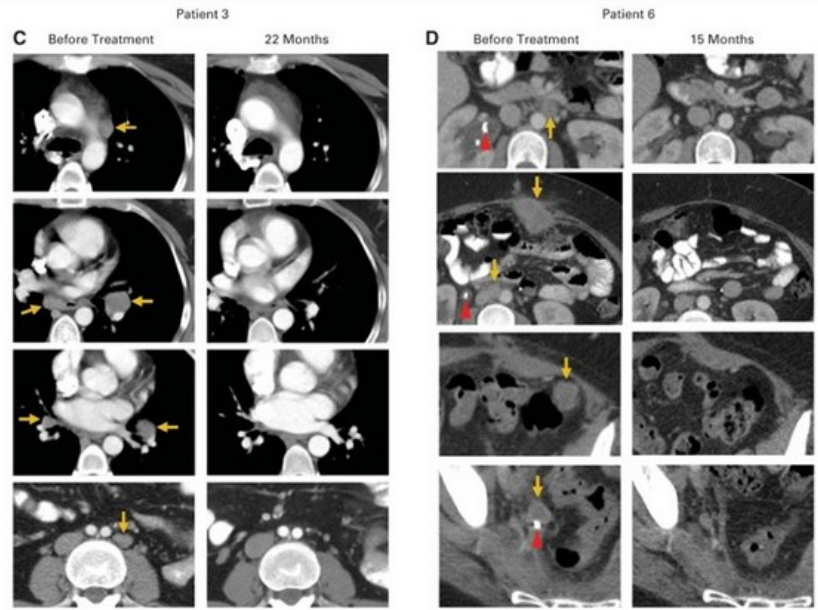 Patient 3
C Before Treatment 22 Months
Patient 6
D Before Treatment 15 Months